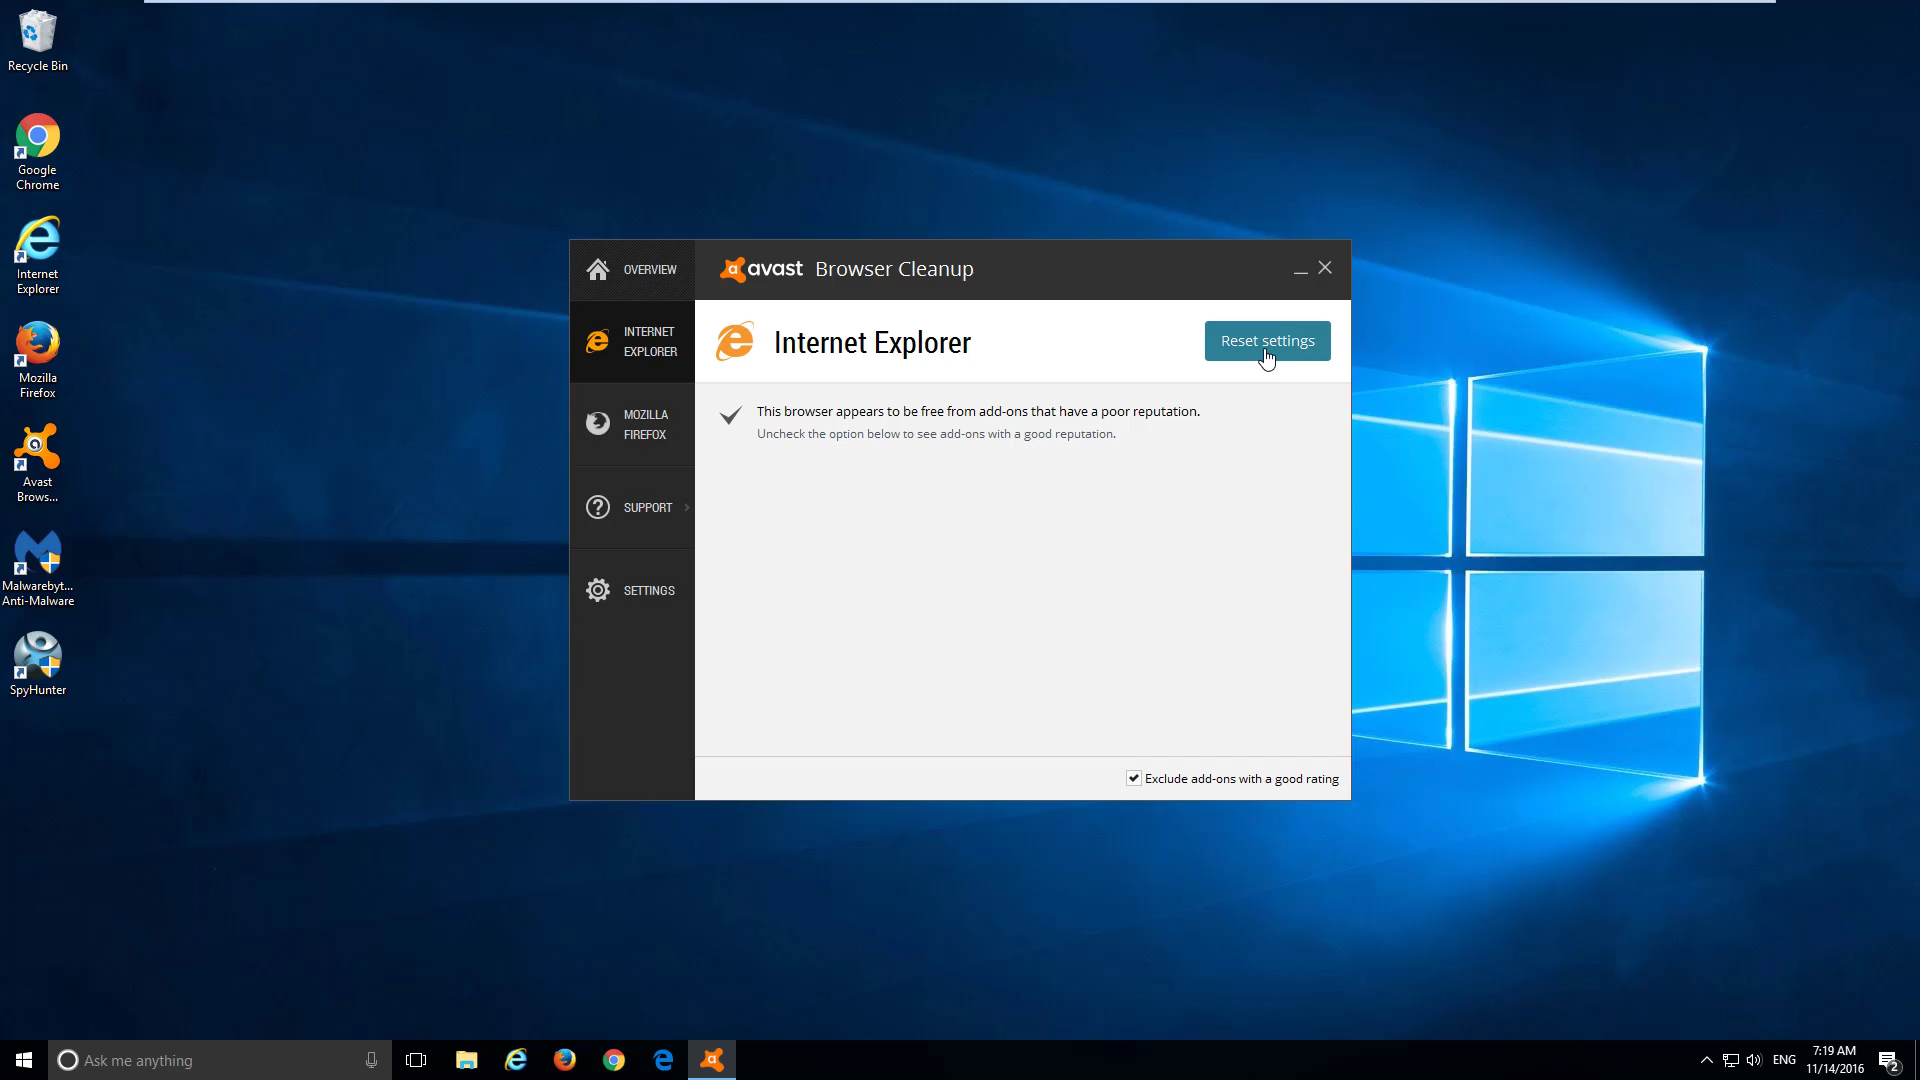 Recycle Bin
Google
Chrome
Internet
Explorer
Mozilla
Firefox
Avast
Brows...
Malwarebyt...
Anti-Malware
SpyHunter
OVERVIEW
INTERNET
EXPLORER
MOZILLA
FIREFOX
SUPPORT
SETTINGS
avast Browser Cleanup
Internet Explorer
Reset settings
This browser appears to be free from add-ons that have a poor reputation.
Uncheck the option below to see add-ons with a good reputation.
Exclude add-ons with a good rating
Ask me anything
ENG
7:19 AM
11/14/2016
2